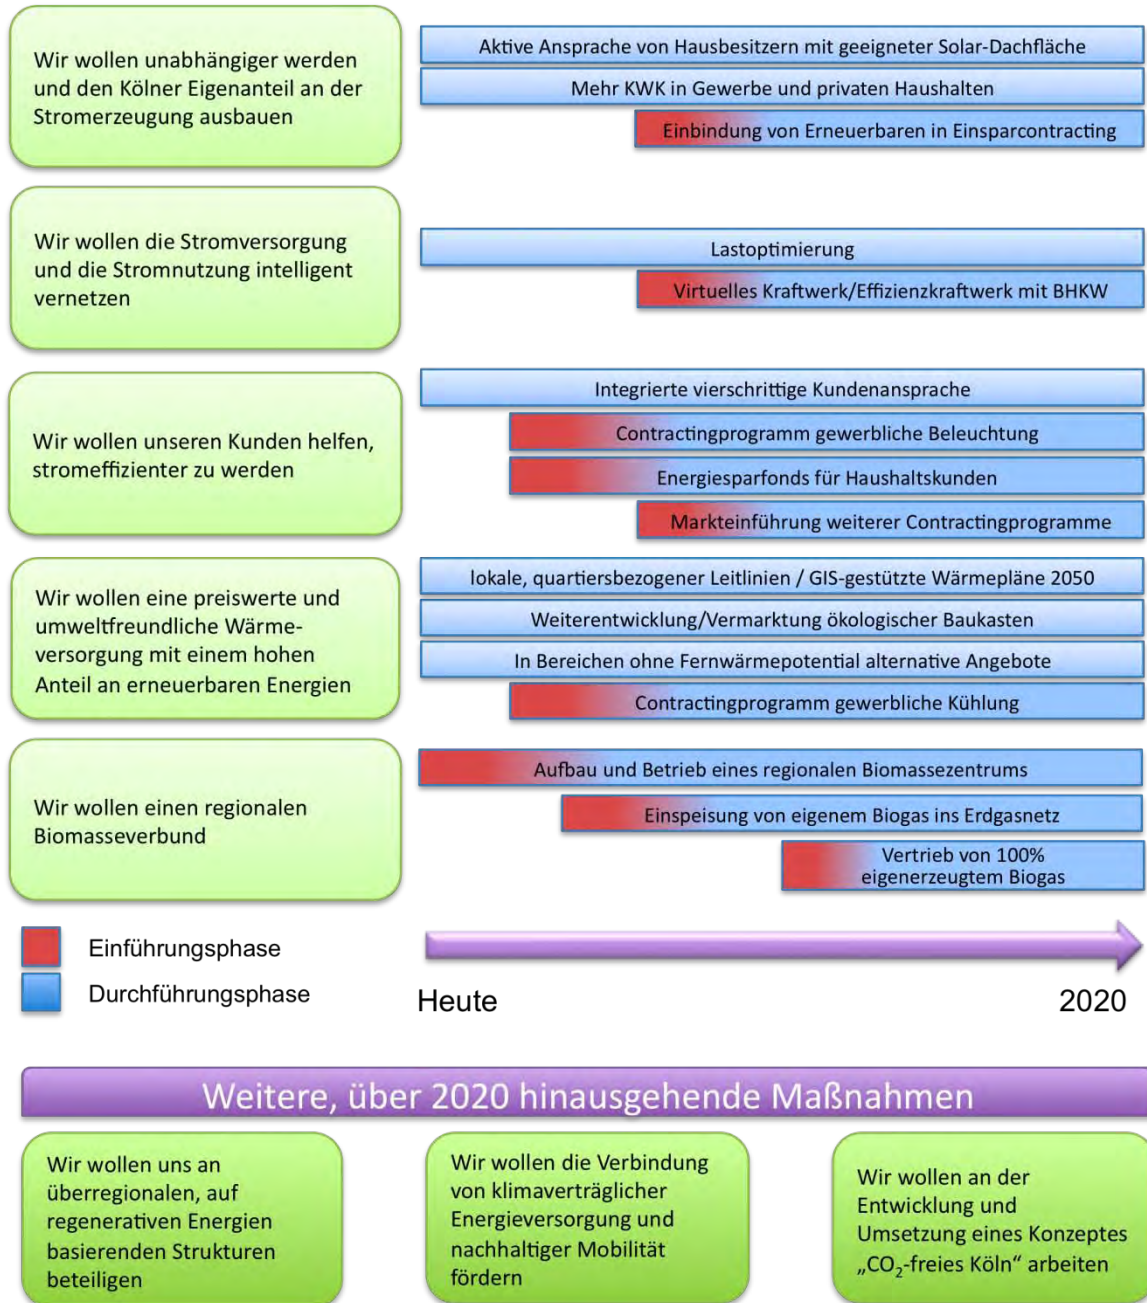 Wir wollen unabhängiger werden
und den Kölner Eigenanteil an der
Stromerzeugung ausbauen
Aktive Ansprache von Hausbesitzern mit geeigneter Solar-Dachfläche
Mehr KWK in Gewerbe und privaten Haushalten
Einbindung von Erneuerbaren in Einsparcontracting
Wir wollen die Stromversorgung
und die Stromnutzung intelligent
vernetzen
Lastoptimierung
Virtuelles Kraftwerk/Effizienzkraftwerk mit BHKW
Wir wollen unseren Kunden helfen,
stromeffizienter zu werden
Integrierte vierschrittige Kundenansprache
Contractingprogramm gewerbliche Beleuchtung
Energiesparfonds für Haushaltskunden
Markteinführung weiterer Contractingprogramme
Wir wollen eine preiswerte und
umweltfreundliche Wärme-
versorgung mit einem hohen
Anteil an erneuerbaren Energien
lokale, quartiersbezogener Leitlinien / GIS-gestützte Wärmepläne 2050
Weiterentwicklung/Vermarktung ökologischer Baukasten
In Bereichen ohne Fernwärmepotential alternative Angebote
Contractingprogramm gewerbliche Kühlung
Wir wollen einen regionalen
Biomasseverbund
Aufbau und Betrieb eines regionalen Biomassezentrums
Einspeisung von eigenem Biogas ins Erdgasnetz
Vertrieb von 100%
eigenerzeugtem Biogas
Einführungsphase
Durchführungsphase
Heute
2020
Weitere, über 2020 hinausgehende Maßnahmen
Wir wollen uns an
überregionalen, auf
regenerativen Energien
basierenden Strukturen
beteiligen
Wir wollen die Verbindung
von klimaverträglicher
Energieversorgung und
nachhaltiger Mobilität
fördern
Wir wollen an der
Entwicklung und
Umsetzung eines Konzeptes
„CO₂-freies Köln“ arbeiten